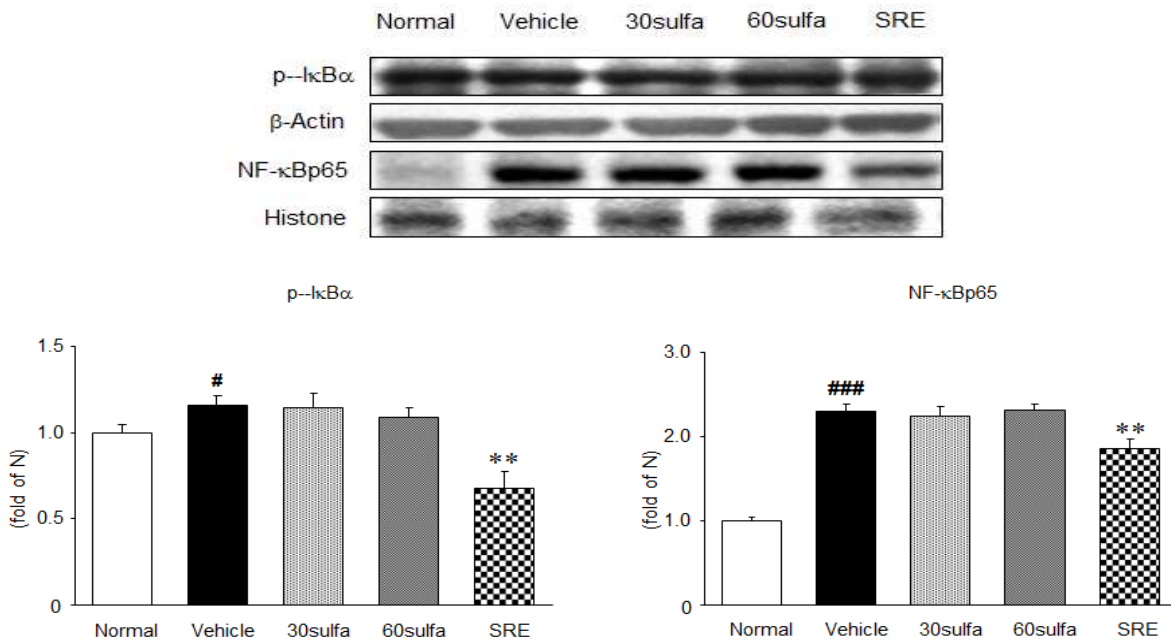 Normal Vehicle 30sulfa 60sulfa SRE
p--IκBα
β-Actin
NF-κBp65
Histone
p--IκBα
1.5
1.0
0.5
0
(fold of N)
#
**
Normal Vehicle 30sulfa 60sulfa SRE
NF-κBp65
3.0
2.0
1.0
0
(fold of N)
###
**
Normal Vehicle 30sulfa 60sulfa SRE